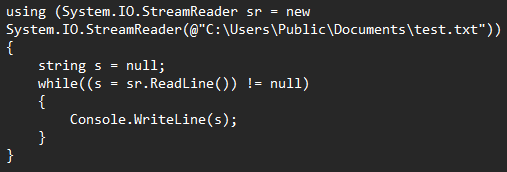 using (System.IO.StreamReader sr = new
System.IO.StreamReader(@"C:\Users\Public\Documents\test.txt"))
{
    string s = null;
    while((s = sr.ReadLine()) != null)
    {
        Console.WriteLine(s);
    }
}